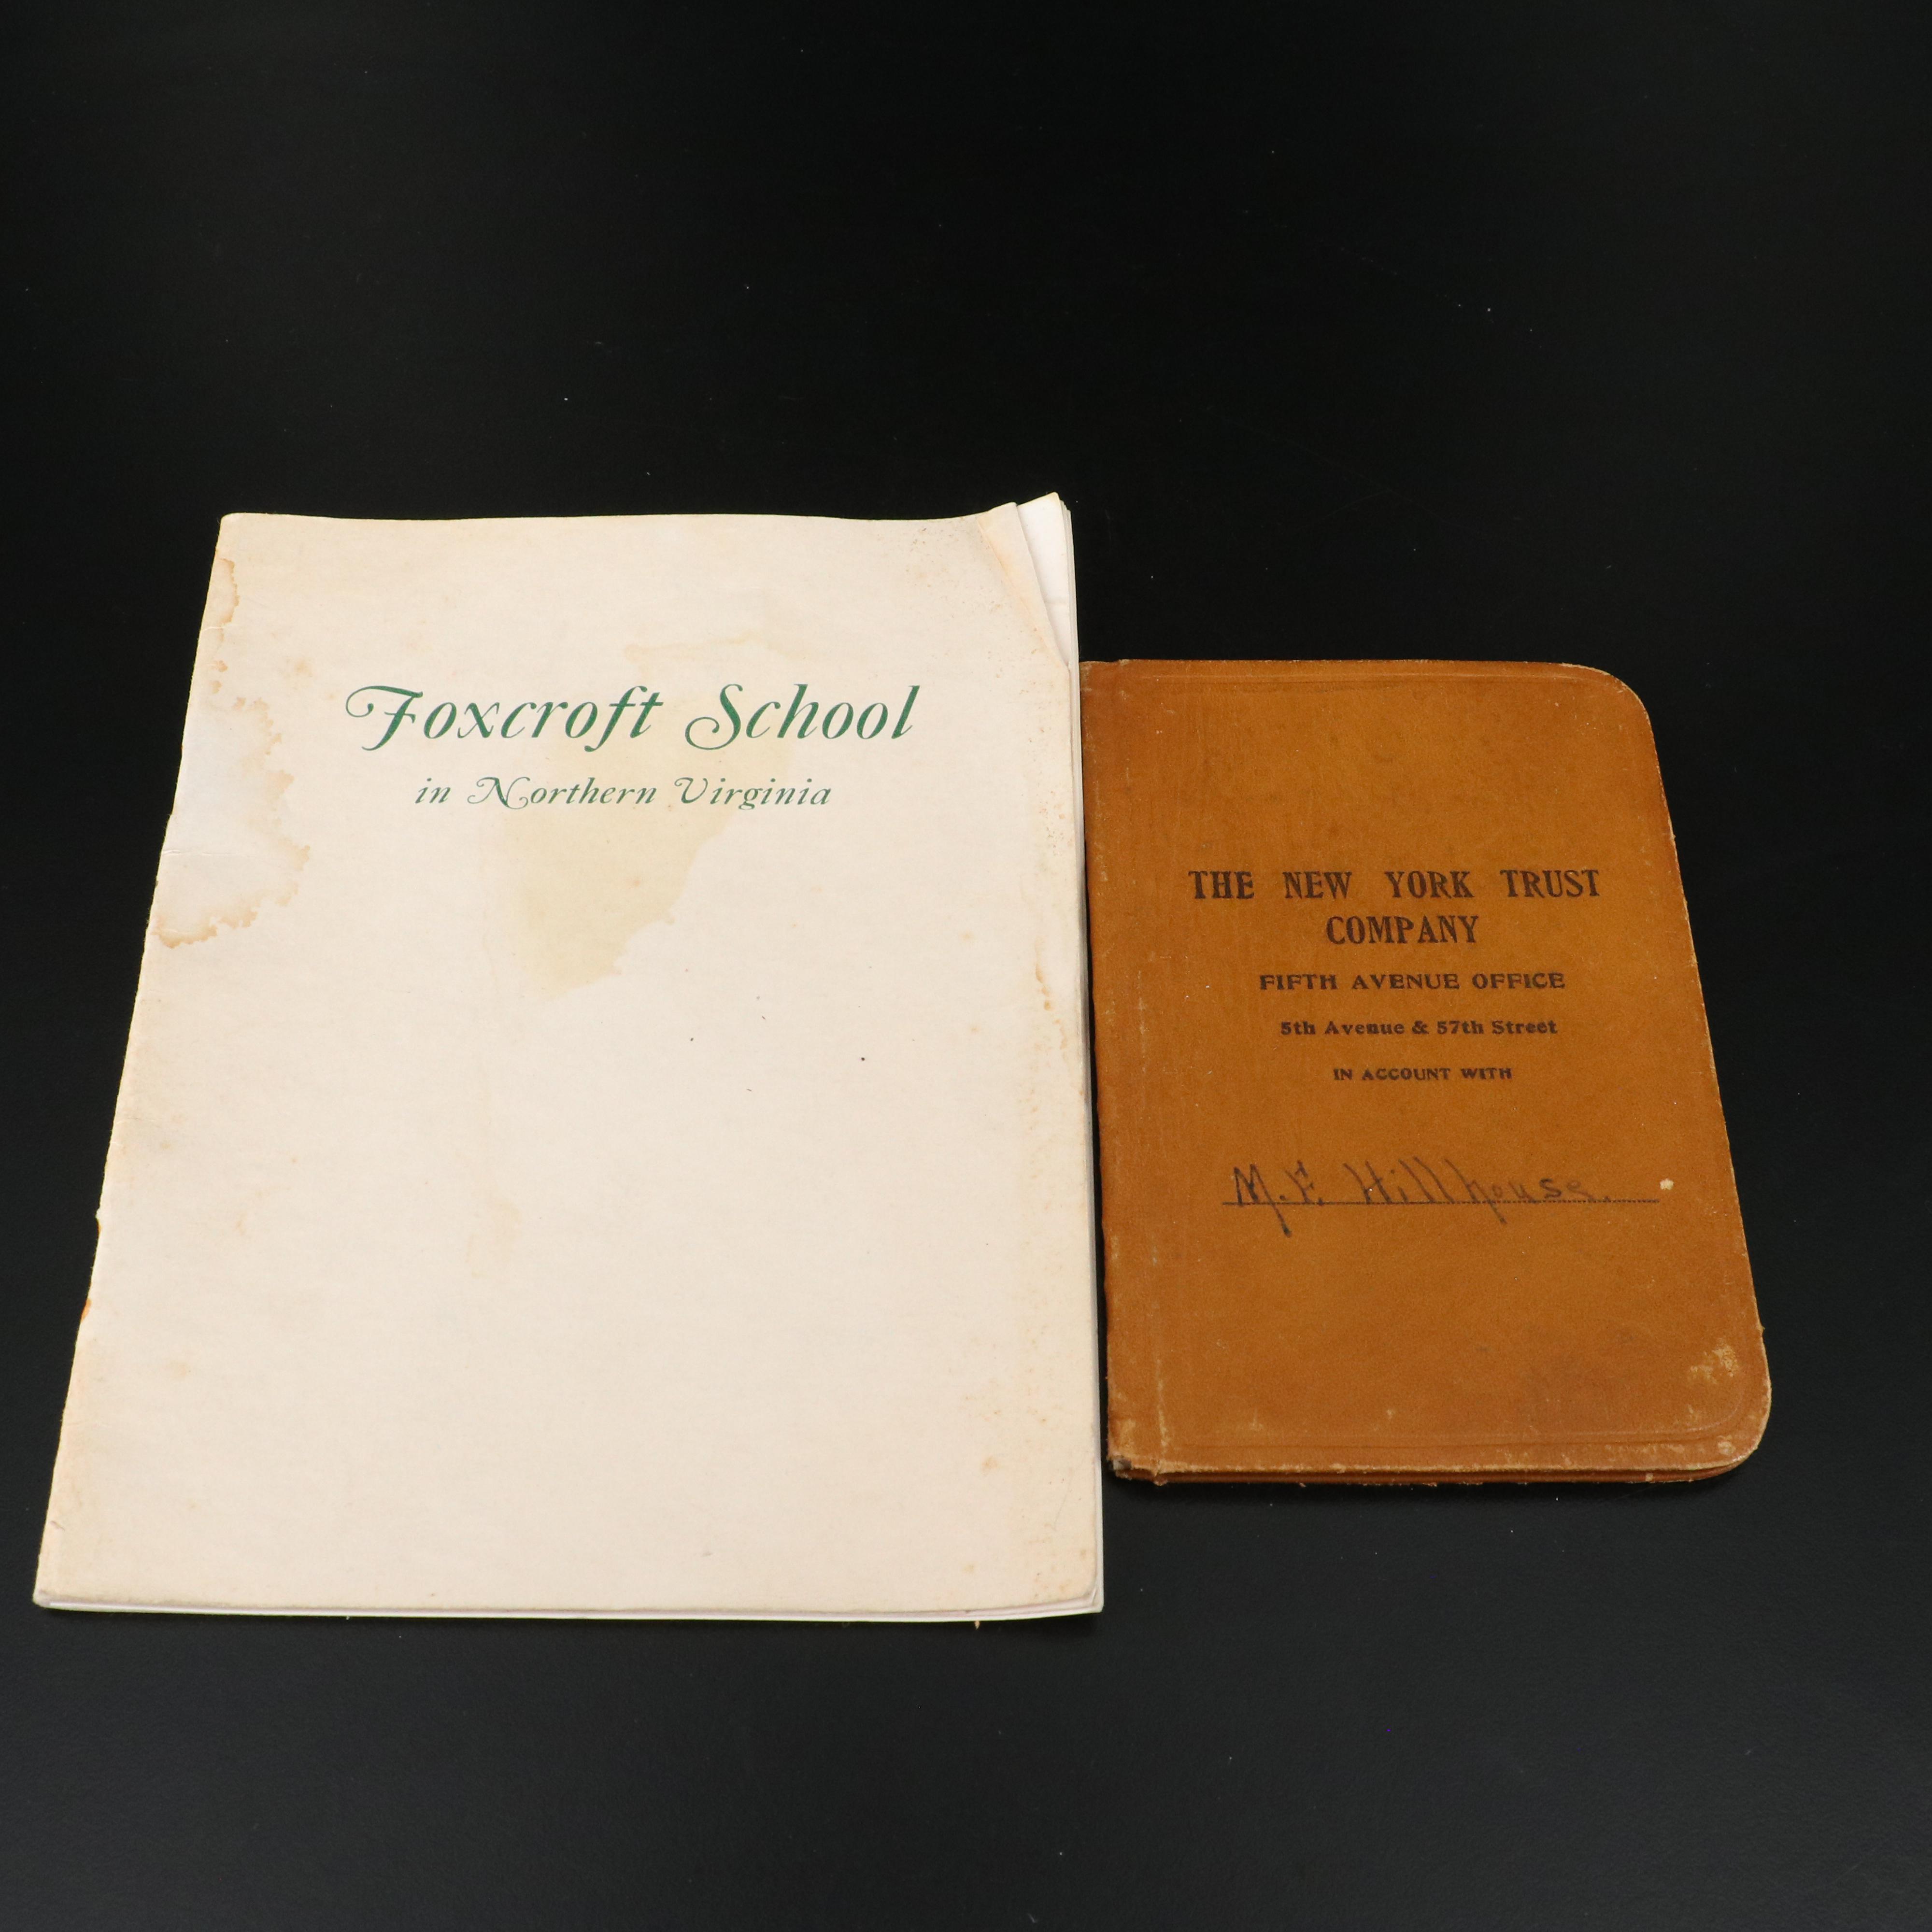 Foxcroft School
in Northern Virginia
THE NEW YORK TRUST
COMPANY
FIFTH AVENUE OFFICE
5th Avenue & 57th Street
IN ACCOUNT WITH
M. F. Hillhouse.